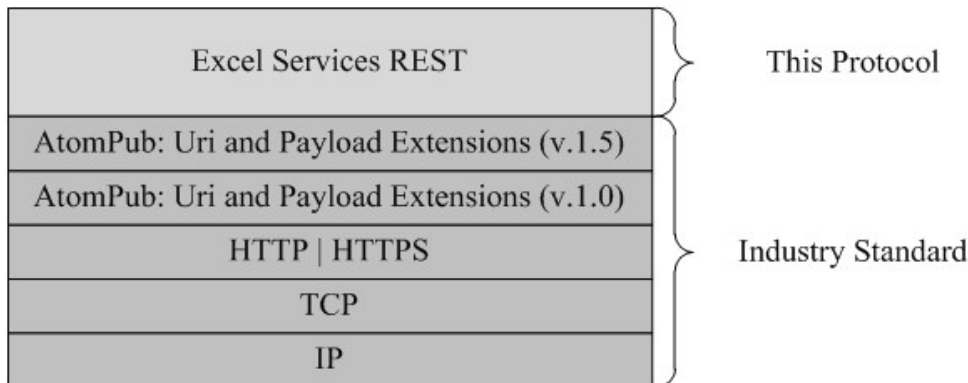 Excel Services REST
This Protocol
AtomPub: Uri and Payload Extensions (v.1.5)
AtomPub: Uri and Payload Extensions (v.1.0)
HTTP | HTTPS
Industry Standard
TCP
IP